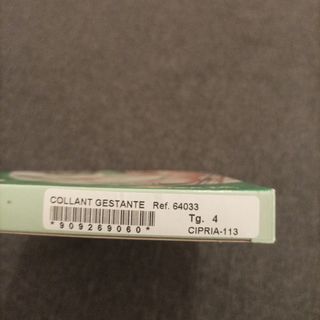 COLLANT GESTANTE Ref. 64033
Tg. 4
*909269060* CIPRIA-113